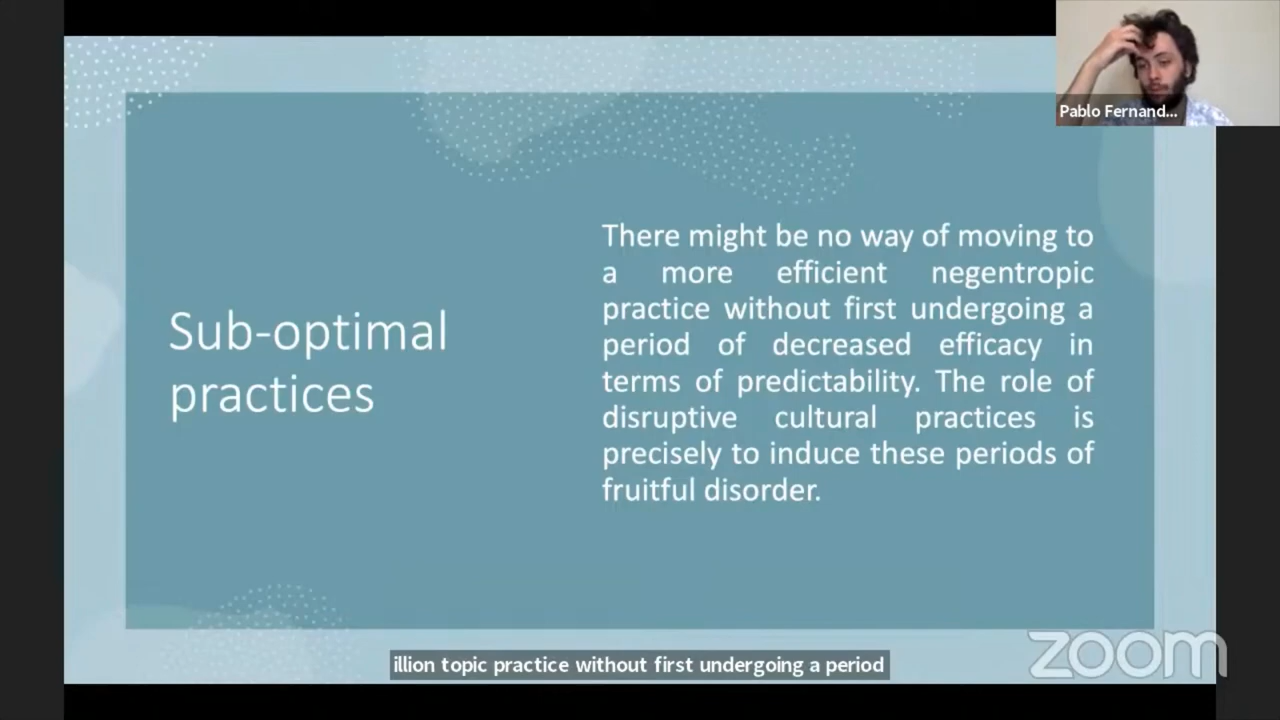 Pablo Fernand...
Sub-optimal
practices
There might be no way of moving to
a more efficient negentropic
practice without first undergoing a
period of decreased efficacy in
terms of predictability. The role of
disruptive cultural practices is
precisely to induce these periods of
fruitful disorder.
illion topic practice without first undergoing a period
zoom